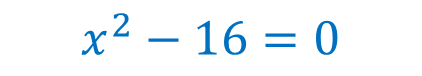 x² − 16 = 0